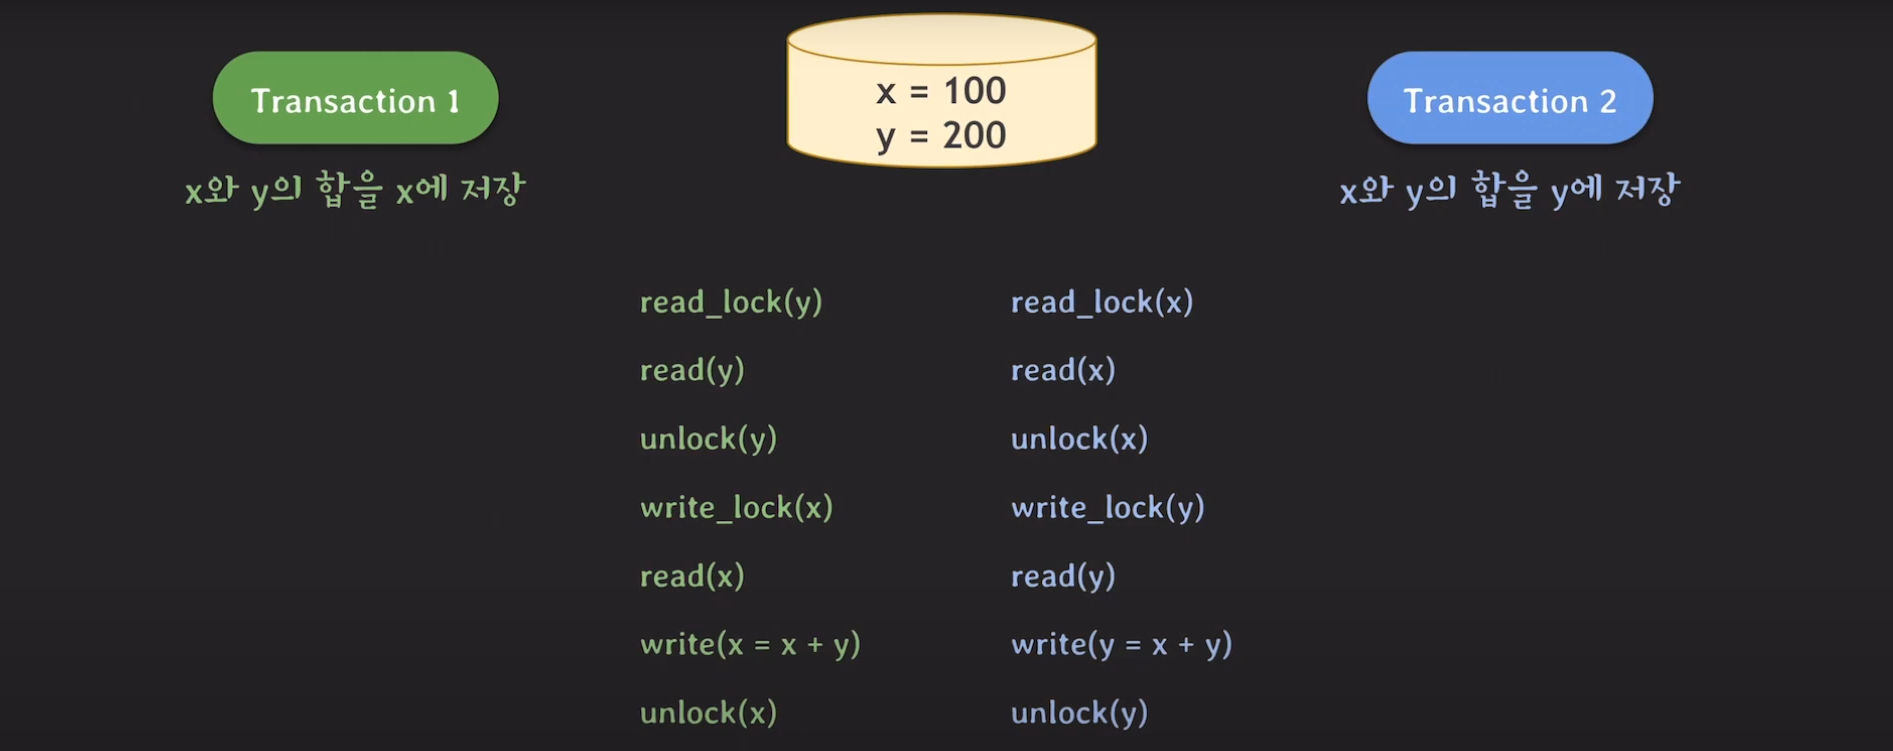 Transaction 1
x = 100
y = 200
Transaction 2
x와 y의 합을 x에 저장
x와 y의 합을 y에 저장
read_lock(y)
read_lock(x)
read(y)
read(x)
unlock(y)
unlock(x)
write_lock(x)
write_lock(y)
read(x)
read(y)
write(x = x + y)
write(y = x + y)
unlock(x)
unlock(y)